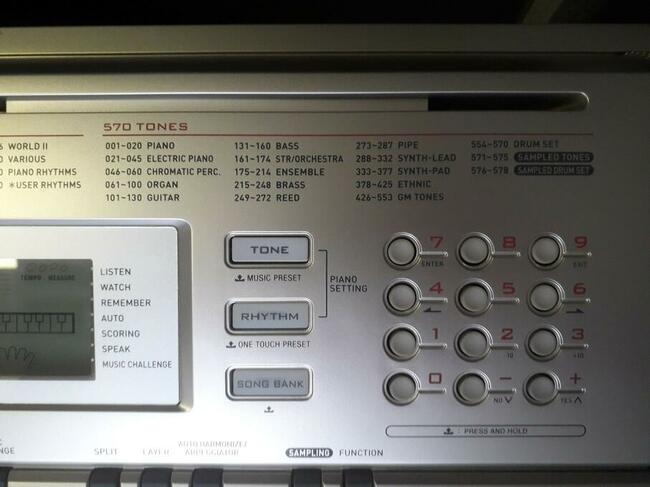 570 TONES
WORLD II
VARIOUS
PIANO RHYTHMS
*USER RHYTHMS
001-020 PIANO
021-045 ELECTRIC PIANO
046-060 CHROMATIC PERC.
061-100 ORGAN
101-130 GUITAR
131-160 BASS
161-174 STR/ORCHESTRA
175-214 ENSEMBLE
215-248 BRASS
249-272 REED
273-287 PIPE
288-332 SYNTH-LEAD
333-377 SYNTH-PAD
378-425 ETHNIC
426-553 GM TONES
554-570 DRUM SET
571-575 SAMPLED TONES
576-578 SAMPLED DRUM SET
TEMPO MEASURE
LISTEN
WATCH
REMEMBER
AUTO
SCORING
SPEAK
MUSIC CHALLENGE
TONE
MUSIC PRESET
RHYTHM
ONE TOUCH PRESET
SONG BANK
PIANO
SETTING
7 8 9
ENTER EXIT
4 5 6
1 2 3
-10 +10
0 - +
NO YES
: PRESS AND HOLD
SPLIT LAYER AUTO HARMONIZE/
ARPEGGIATOR
SAMPLING FUNCTION